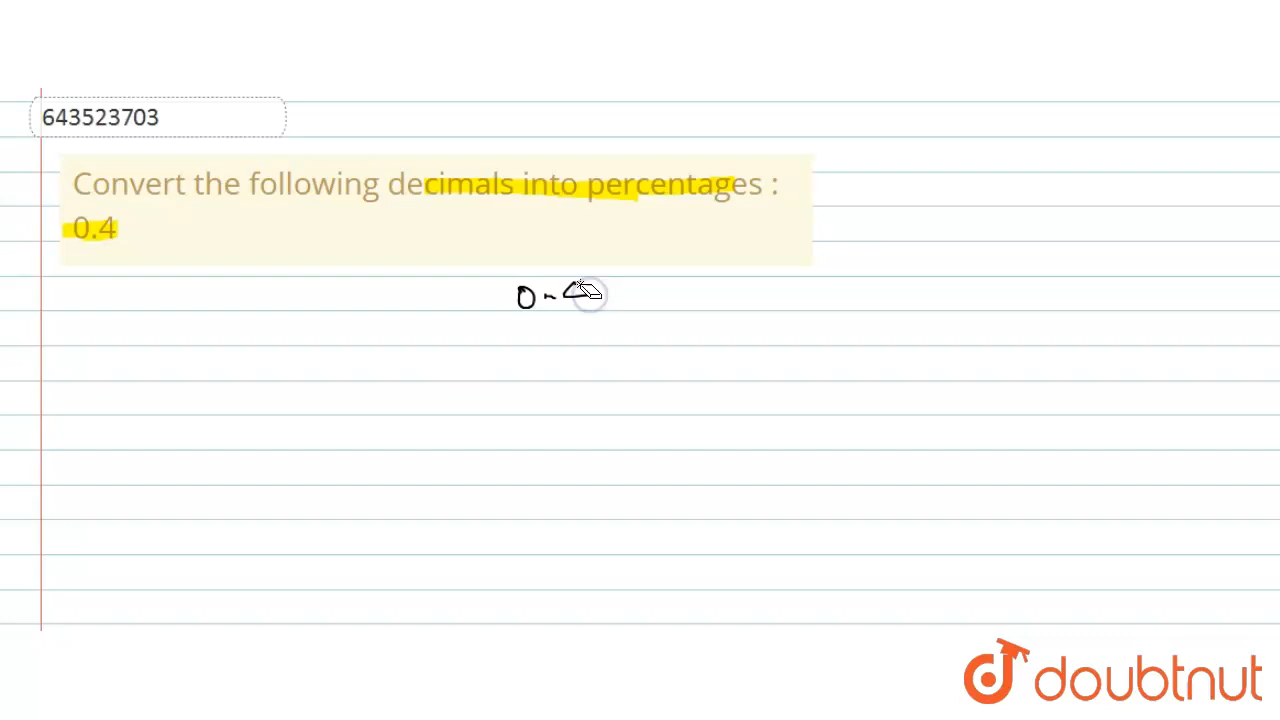 643523703
Convert the following decimals into percentages :
0.4
doubtnut